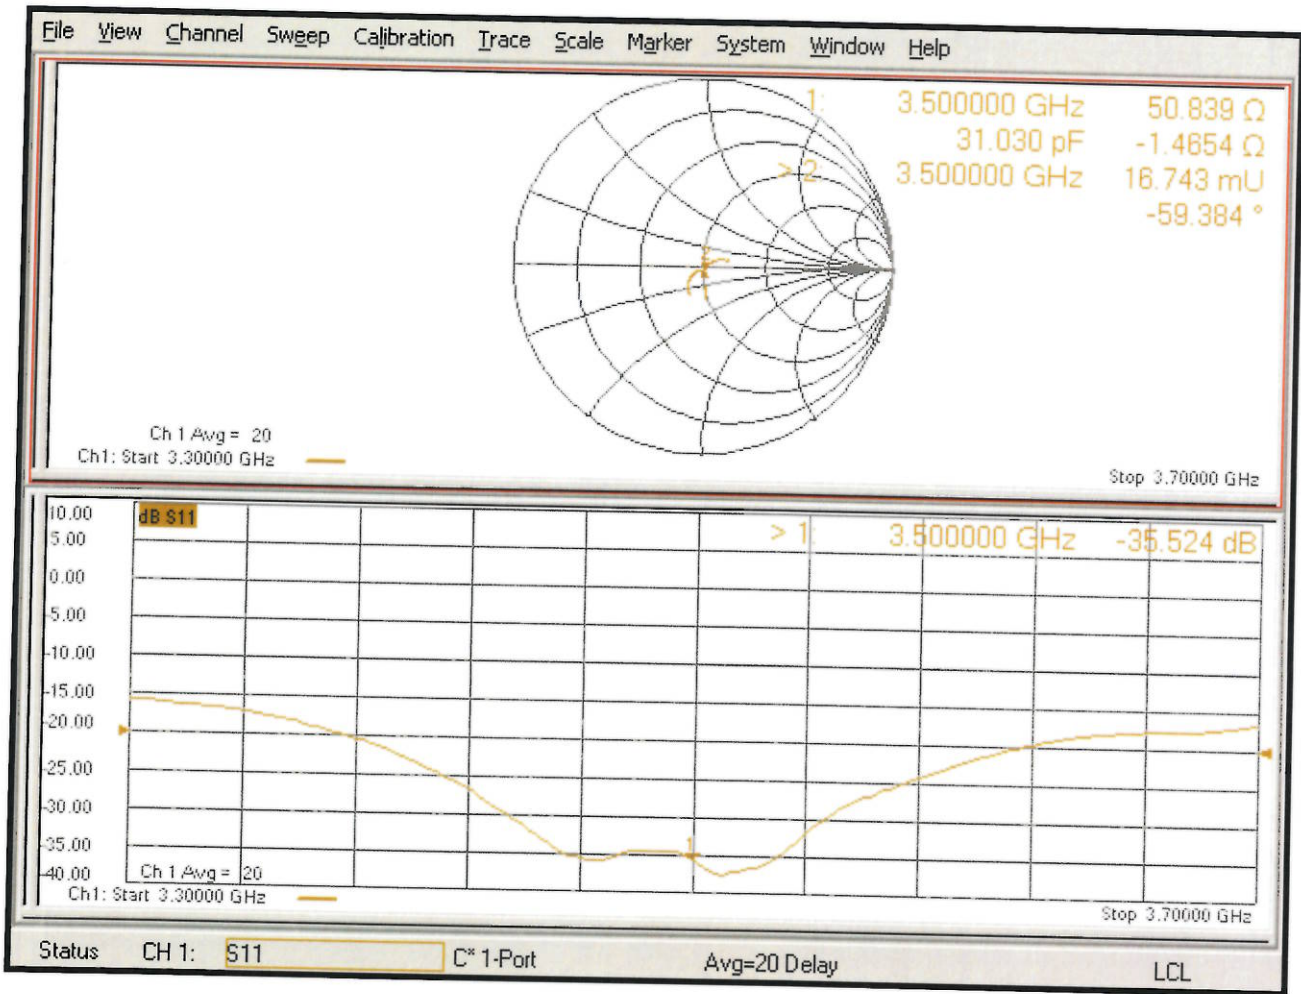 File View Channel Sweep Calibration Trace Scale Marker System Window Help
1: 3.500000 GHz 50.839 Ω
31.030 pF -1.4654 Ω
> 2: 3.500000 GHz 16.743 mU
-59.384 °
Ch 1 Avg = 20
Ch1: Start 3.30000 GHz
Stop 3.70000 GHz
10.00
dB S11
> 1: 3.500000 GHz -35.524 dB
5.00
0.00
-5.00
-10.00
-15.00
-20.00
-25.00
-30.00
-35.00
1
-40.00
Ch 1 Avg = 20
Ch1: Start 3.30000 GHz
Stop 3.70000 GHz
Status CH 1: S11 C* 1-Port Avg=20 Delay LCL